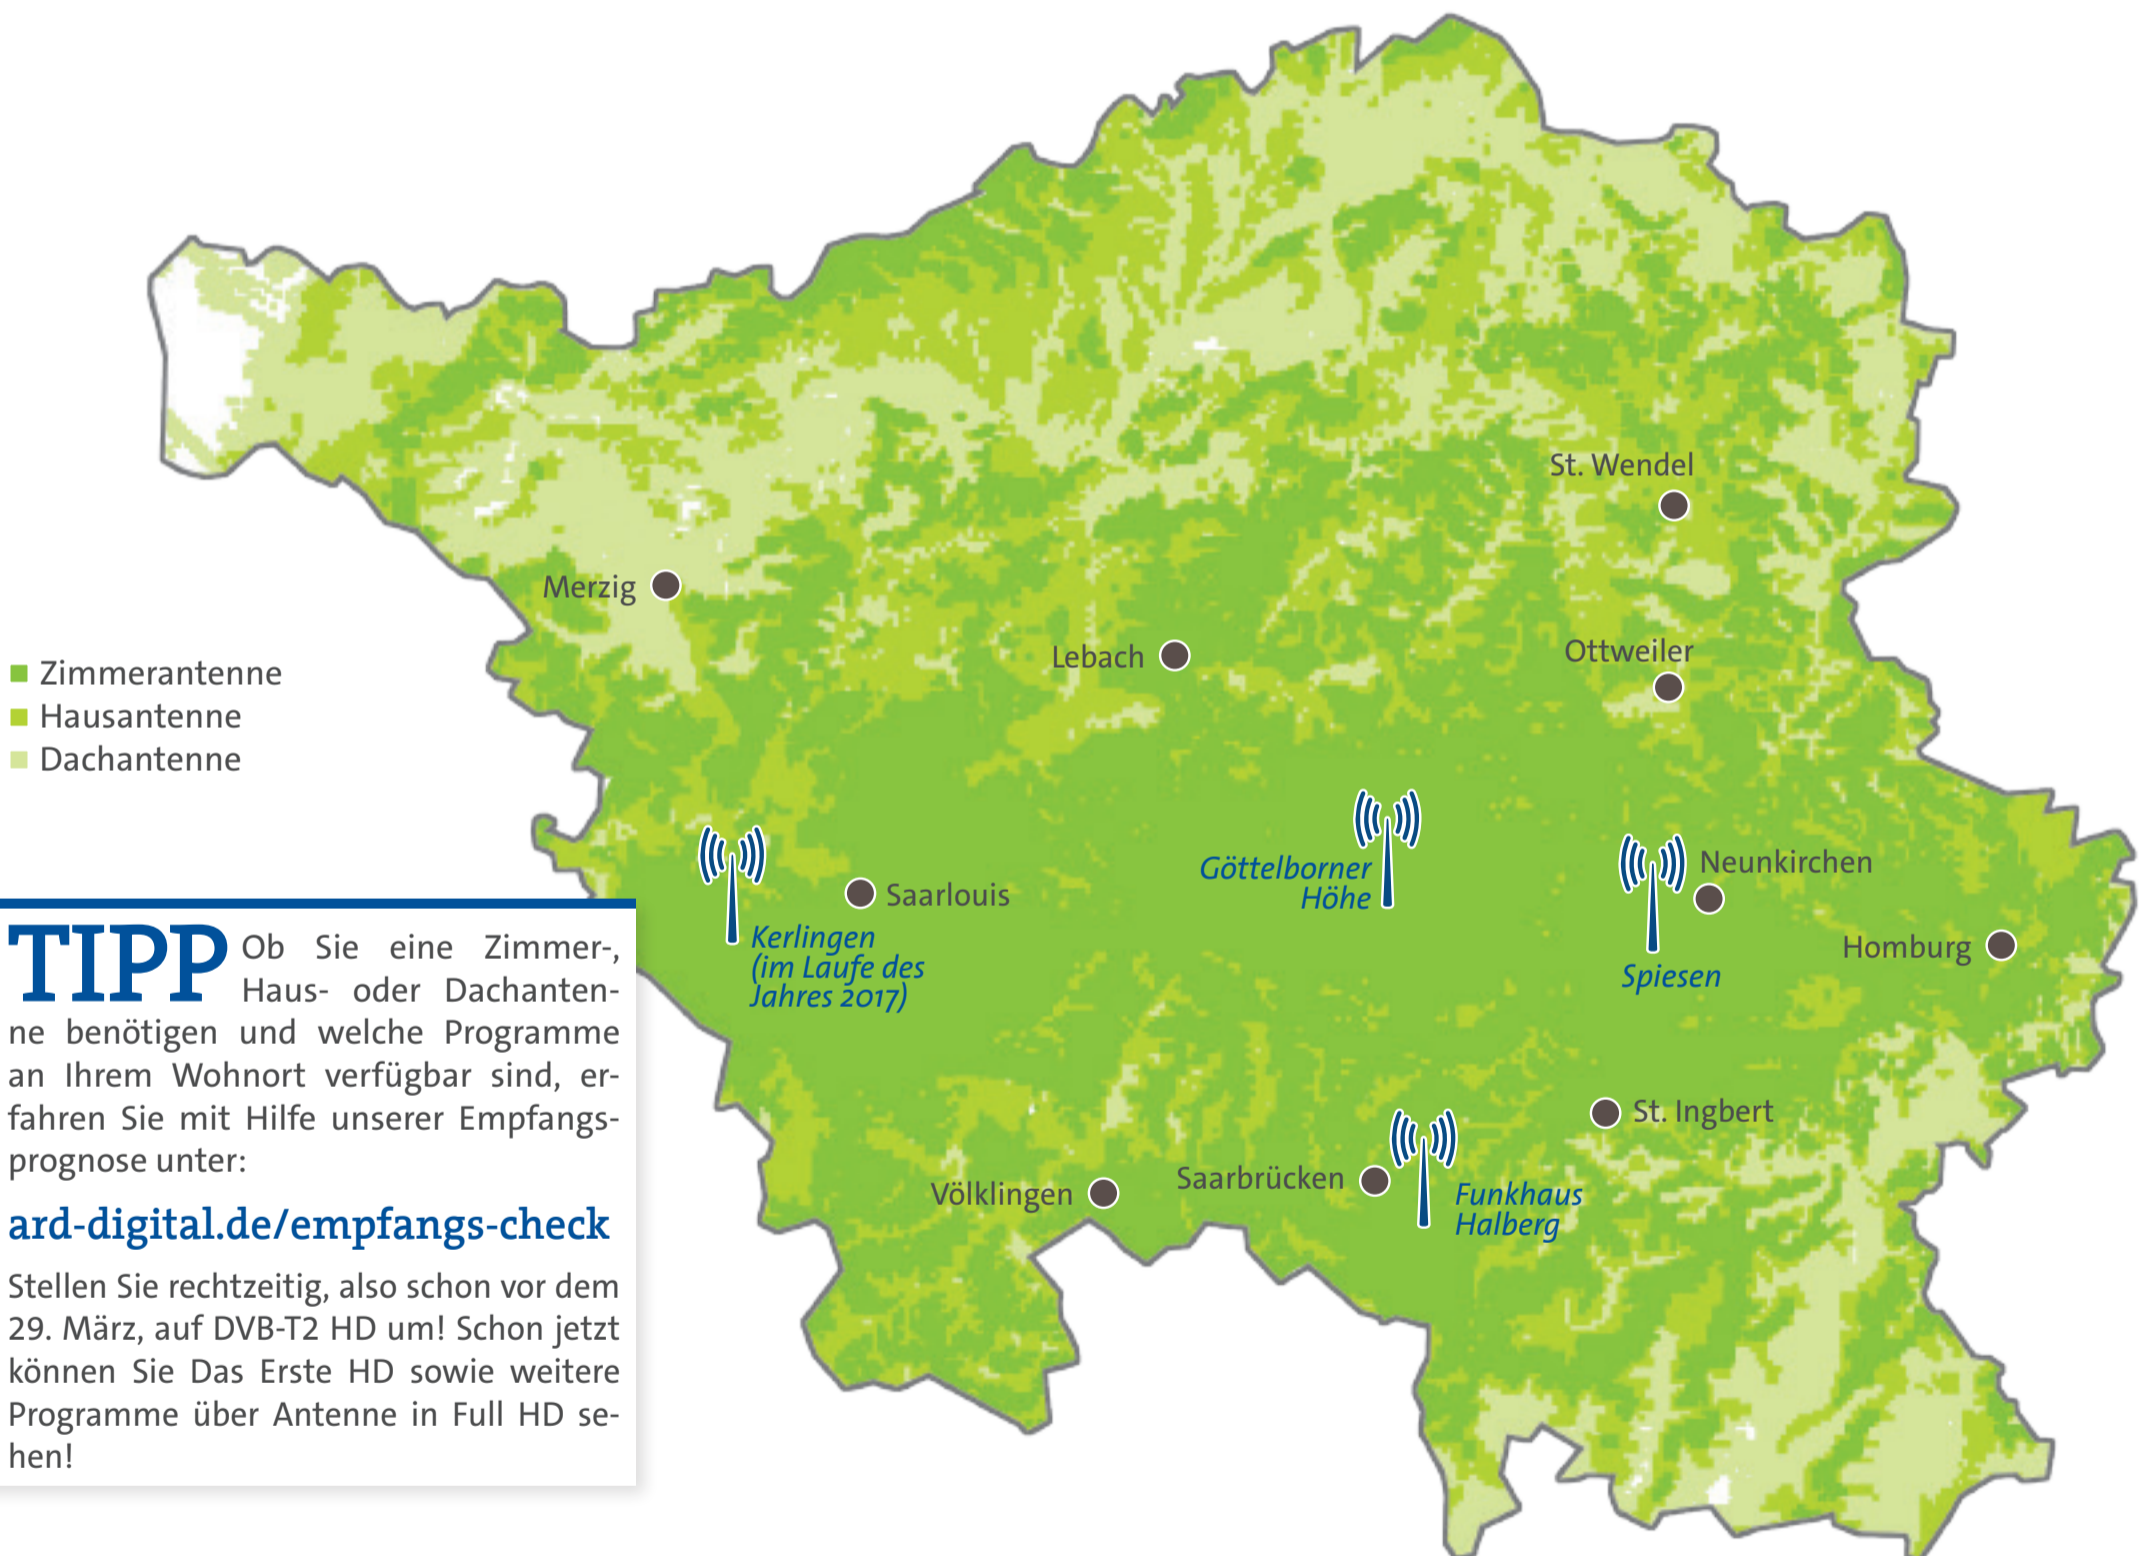 St. Wendel
Merzig
Lebach
Ottweiler
Zimmerantenne
Hausantenne
Dachantenne
Göttelborner
Höhe
Neunkirchen
Saarlouis
Kerlingen
(im Laufe des
Jahres 2017)
Homburg
Spiesen
St. Ingbert
Saarbrücken
Völklingen
Funkhaus
Halberg
TIPP Ob Sie eine Zimmer-,
Haus- oder Dachanten-
ne benötigen und welche Programme
an Ihrem Wohnort verfügbar sind, er-
fahren Sie mit Hilfe unserer Empfangs-
prognose unter:
ard-digital.de/empfangs-check
Stellen Sie rechtzeitig, also schon vor dem
29. März, auf DVB-T2 HD um! Schon jetzt
können Sie Das Erste HD sowie weitere
Programme über Antenne in Full HD se-
hen!